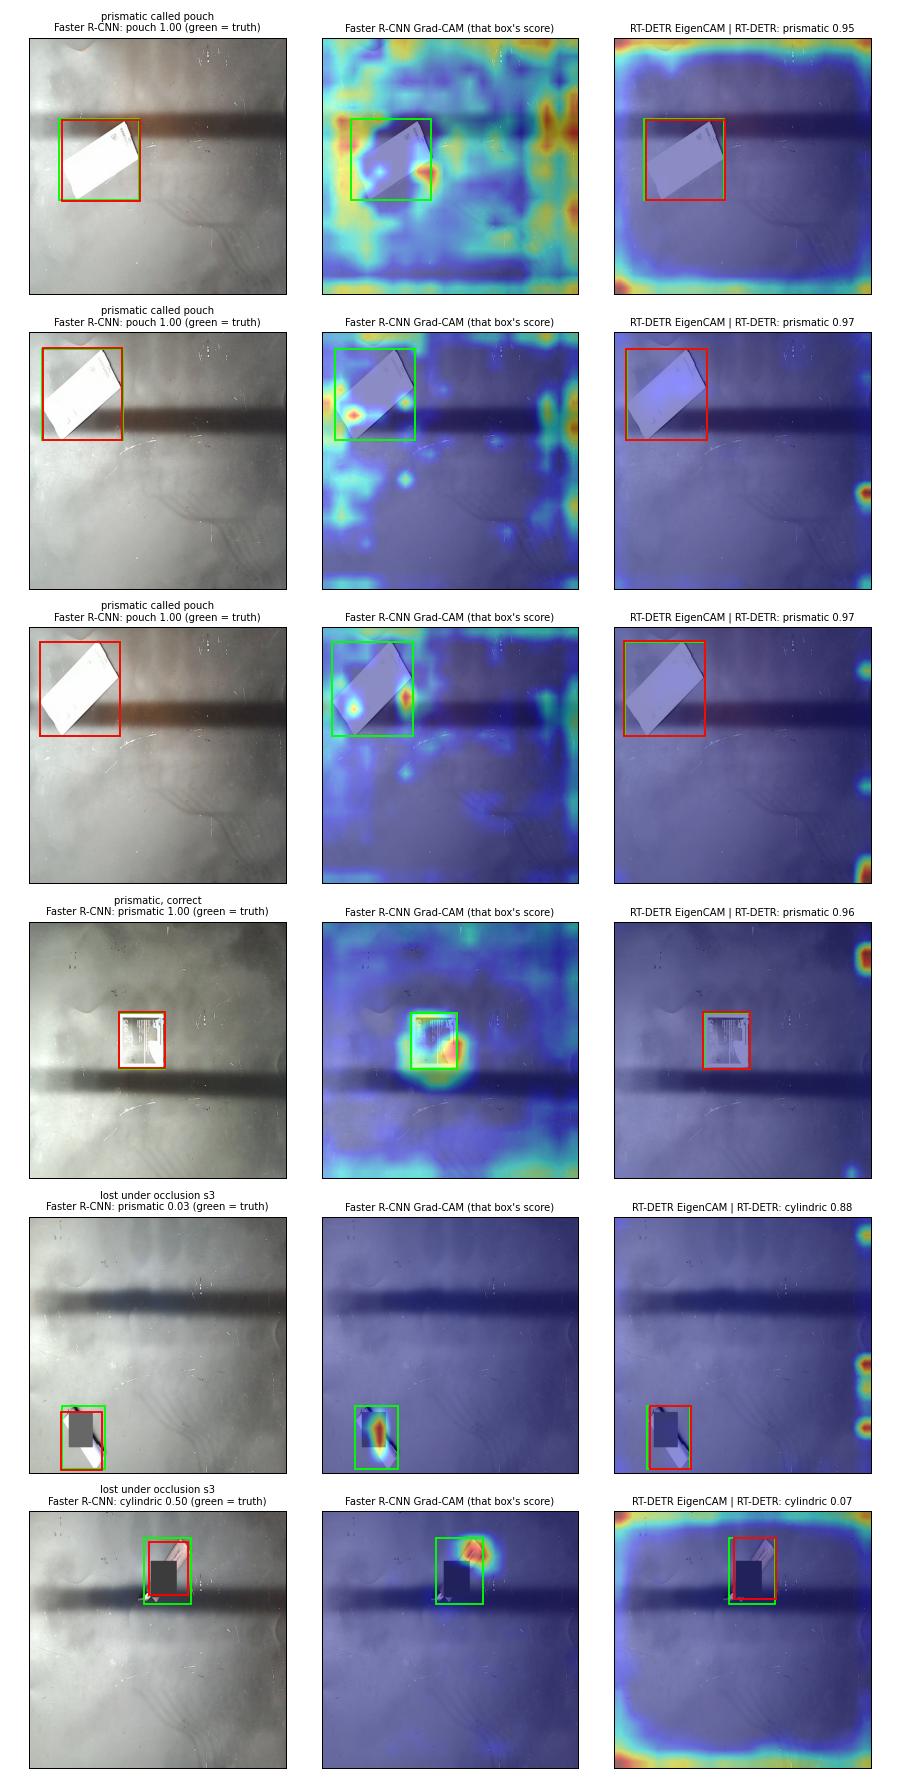 prismatic called pouch
Faster R-CNN: pouch 1.00 (green = truth)
Faster R-CNN Grad-CAM (that box's score)
RT-DETR EigenCAM | RT-DETR: prismatic 0.95
prismatic called pouch
Faster R-CNN: pouch 1.00 (green = truth)
Faster R-CNN Grad-CAM (that box's score)
RT-DETR EigenCAM | RT-DETR: prismatic 0.97
prismatic called pouch
Faster R-CNN: pouch 1.00 (green = truth)
Faster R-CNN Grad-CAM (that box's score)
RT-DETR EigenCAM | RT-DETR: prismatic 0.97
prismatic, correct
Faster R-CNN: prismatic 1.00 (green = truth)
Faster R-CNN Grad-CAM (that box's score)
RT-DETR EigenCAM | RT-DETR: prismatic 0.96
lost under occlusion s3
Faster R-CNN: prismatic 0.03 (green = truth)
Faster R-CNN Grad-CAM (that box's score)
RT-DETR EigenCAM | RT-DETR: cylindric 0.88
lost under occlusion s3
Faster R-CNN: cylindric 0.50 (green = truth)
Faster R-CNN Grad-CAM (that box's score)
RT-DETR EigenCAM | RT-DETR: cylindric 0.07